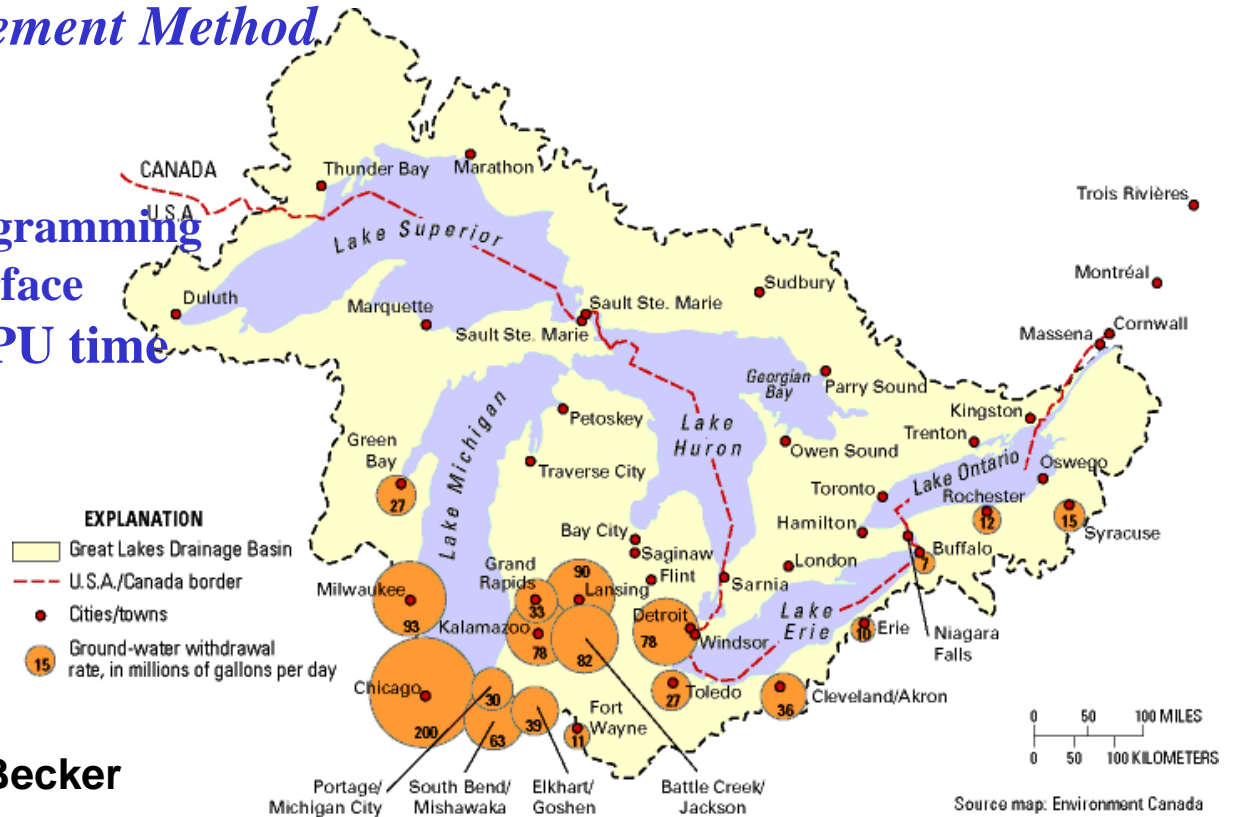 ement Method
CANADA
U.S.A
gramming
face
PU time
Thunder Bay
Marathon
Trois Rivières
Lake Superior
Montréal
Duluth
Marquette
Sault Ste. Marie
Sault Ste. Marie
Sudbury
Massena
Cornwall
Georgian
Bay
Parry Sound
Kingston
Petoskey
Lake
Huron
Trenton
Green
Bay
27
Lake Michigan
Traverse City
Owen Sound
Lake Ontario
Oswego
Toronto
Rochester
12
15
Syracuse
Hamilton
Bay City
Saginaw
Buffalo
7
EXPLANATION
Great Lakes Drainage Basin
U.S.A./Canada border
Cities/towns
15
Ground-water withdrawal
rate, in millions of gallons per day
Milwaukee
93
Grand
Rapids
33
90
Lansing
Flint
Sarnia
London
Kalamazoo
78
82
Detroit
78
Windsor
Lake
Erie
10
Erie
Niagara
Falls
Chicago
200
30
63
39
Fort
Wayne
11
27
Toledo
36
Cleveland/Akron
0 50 100 MILES
0 50 100 KILOMETERS
Becker
Portage/
Michigan City
South Bend/
Mishawaka
Elkhart/
Goshen
Battle Creek/
Jackson
Source map: Environment Canada